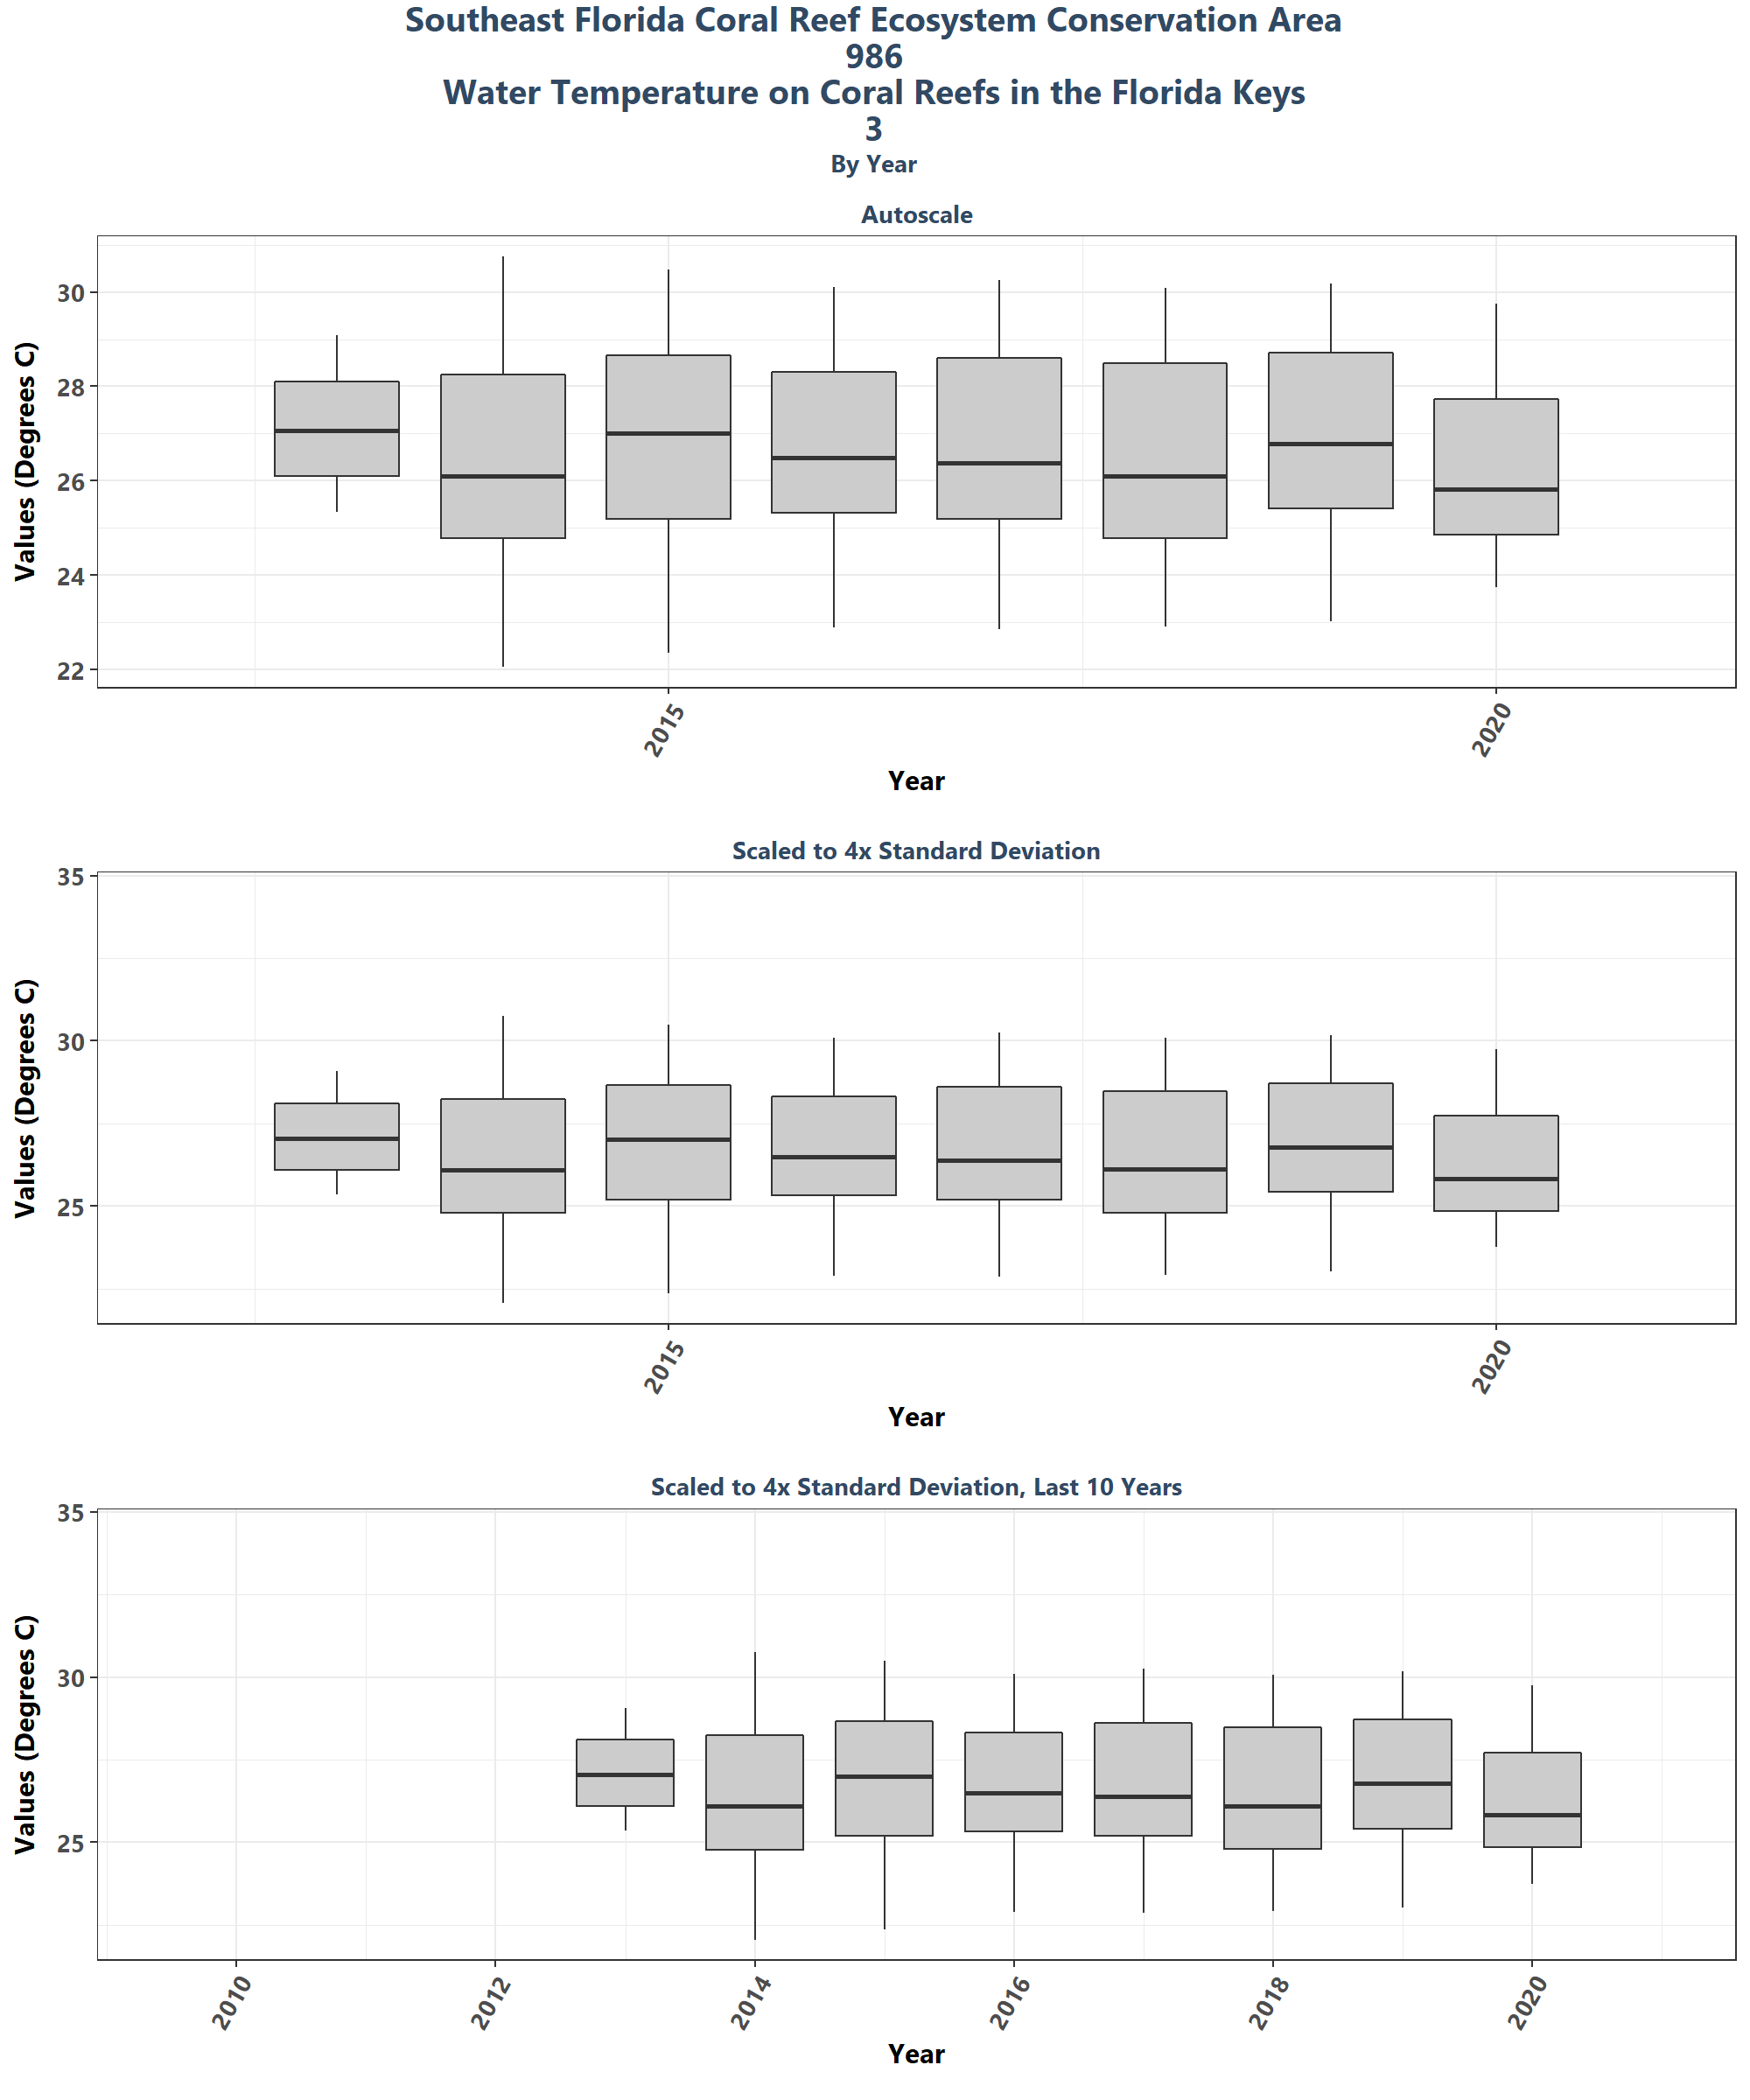 Southeast Florida Coral Reef Ecosystem Conservation Area
986
Water Temperature on Coral Reefs in the Florida Keys
3
By Year
Autoscale
Values (Degrees C)
30
28
26
24
22
2015
2020
Year
Scaled to 4x Standard Deviation
Values (Degrees C)
35
30
25
2015
2020
Year
Scaled to 4x Standard Deviation, Last 10 Years
Values (Degrees C)
35
30
25
2010
2012
2014
2016
2018
2020
Year